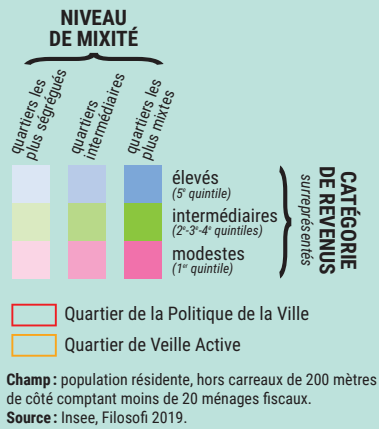 NIVEAU
DE MIXITÉ
quartiers les
plus ségrégués
quartiers
intermédiaires
quartiers les
plus mixtes
élevés
(5e quintile)
intermédiaires
(2e-3e-4e quintiles)
modestes
(1er quintile)
CATÉGORIE
DE REVENUS
surreprésentés
Quartier de la Politique de la Ville
Quartier de Veille Active
Champ : population résidente, hors carreaux de 200 mètres
de côté comptant moins de 20 ménages fiscaux.
Source : Insee, Filosofi 2019.